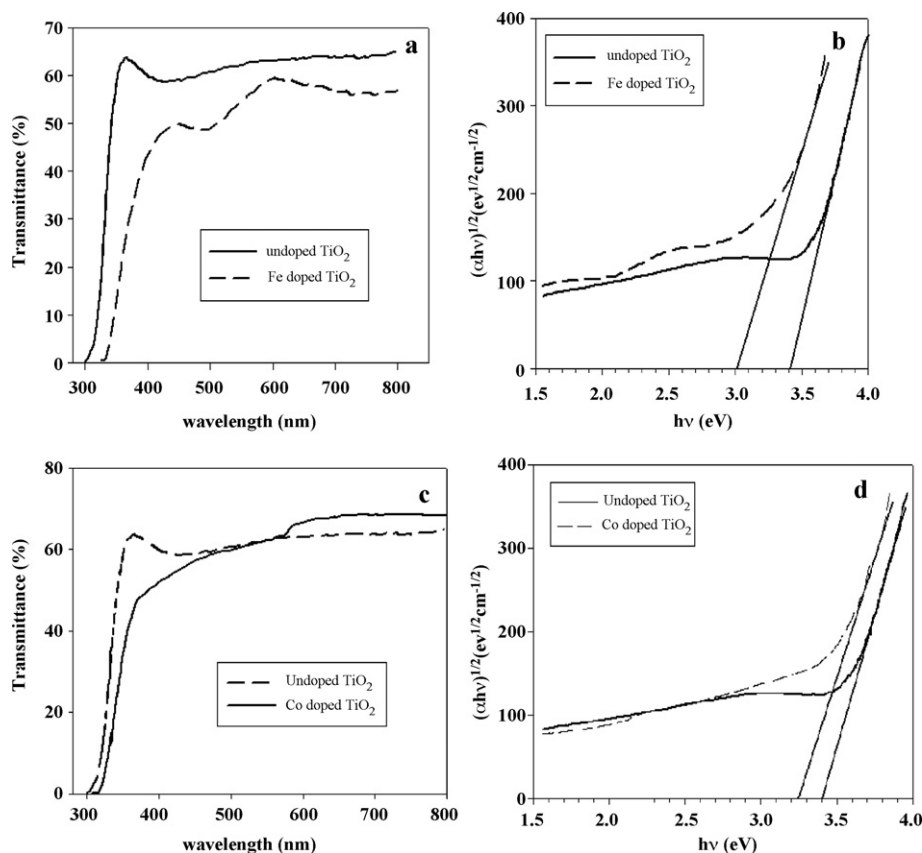 a
Transmittance (%)
70
60
50
40
30
20
10
0
undoped TiO2
Fe doped TiO2
300 400 500 600 700 800
wavelength (nm)
b
(αhν)1/2(ev1/2cm-1/2)
400
300
200
100
0
undoped TiO2
Fe doped TiO2
1.5 2.0 2.5 3.0 3.5 4.0
hν (eV)
c
Transmittance (%)
80
60
40
20
0
Undoped TiO2
Co doped TiO2
300 400 500 600 700 800
wavelength (nm)
d
(αhν)1/2(ev1/2cm-1/2)
400
300
200
100
0
Undoped TiO2
Co doped TiO2
1.5 2.0 2.5 3.0 3.5 4.0
hν (eV)